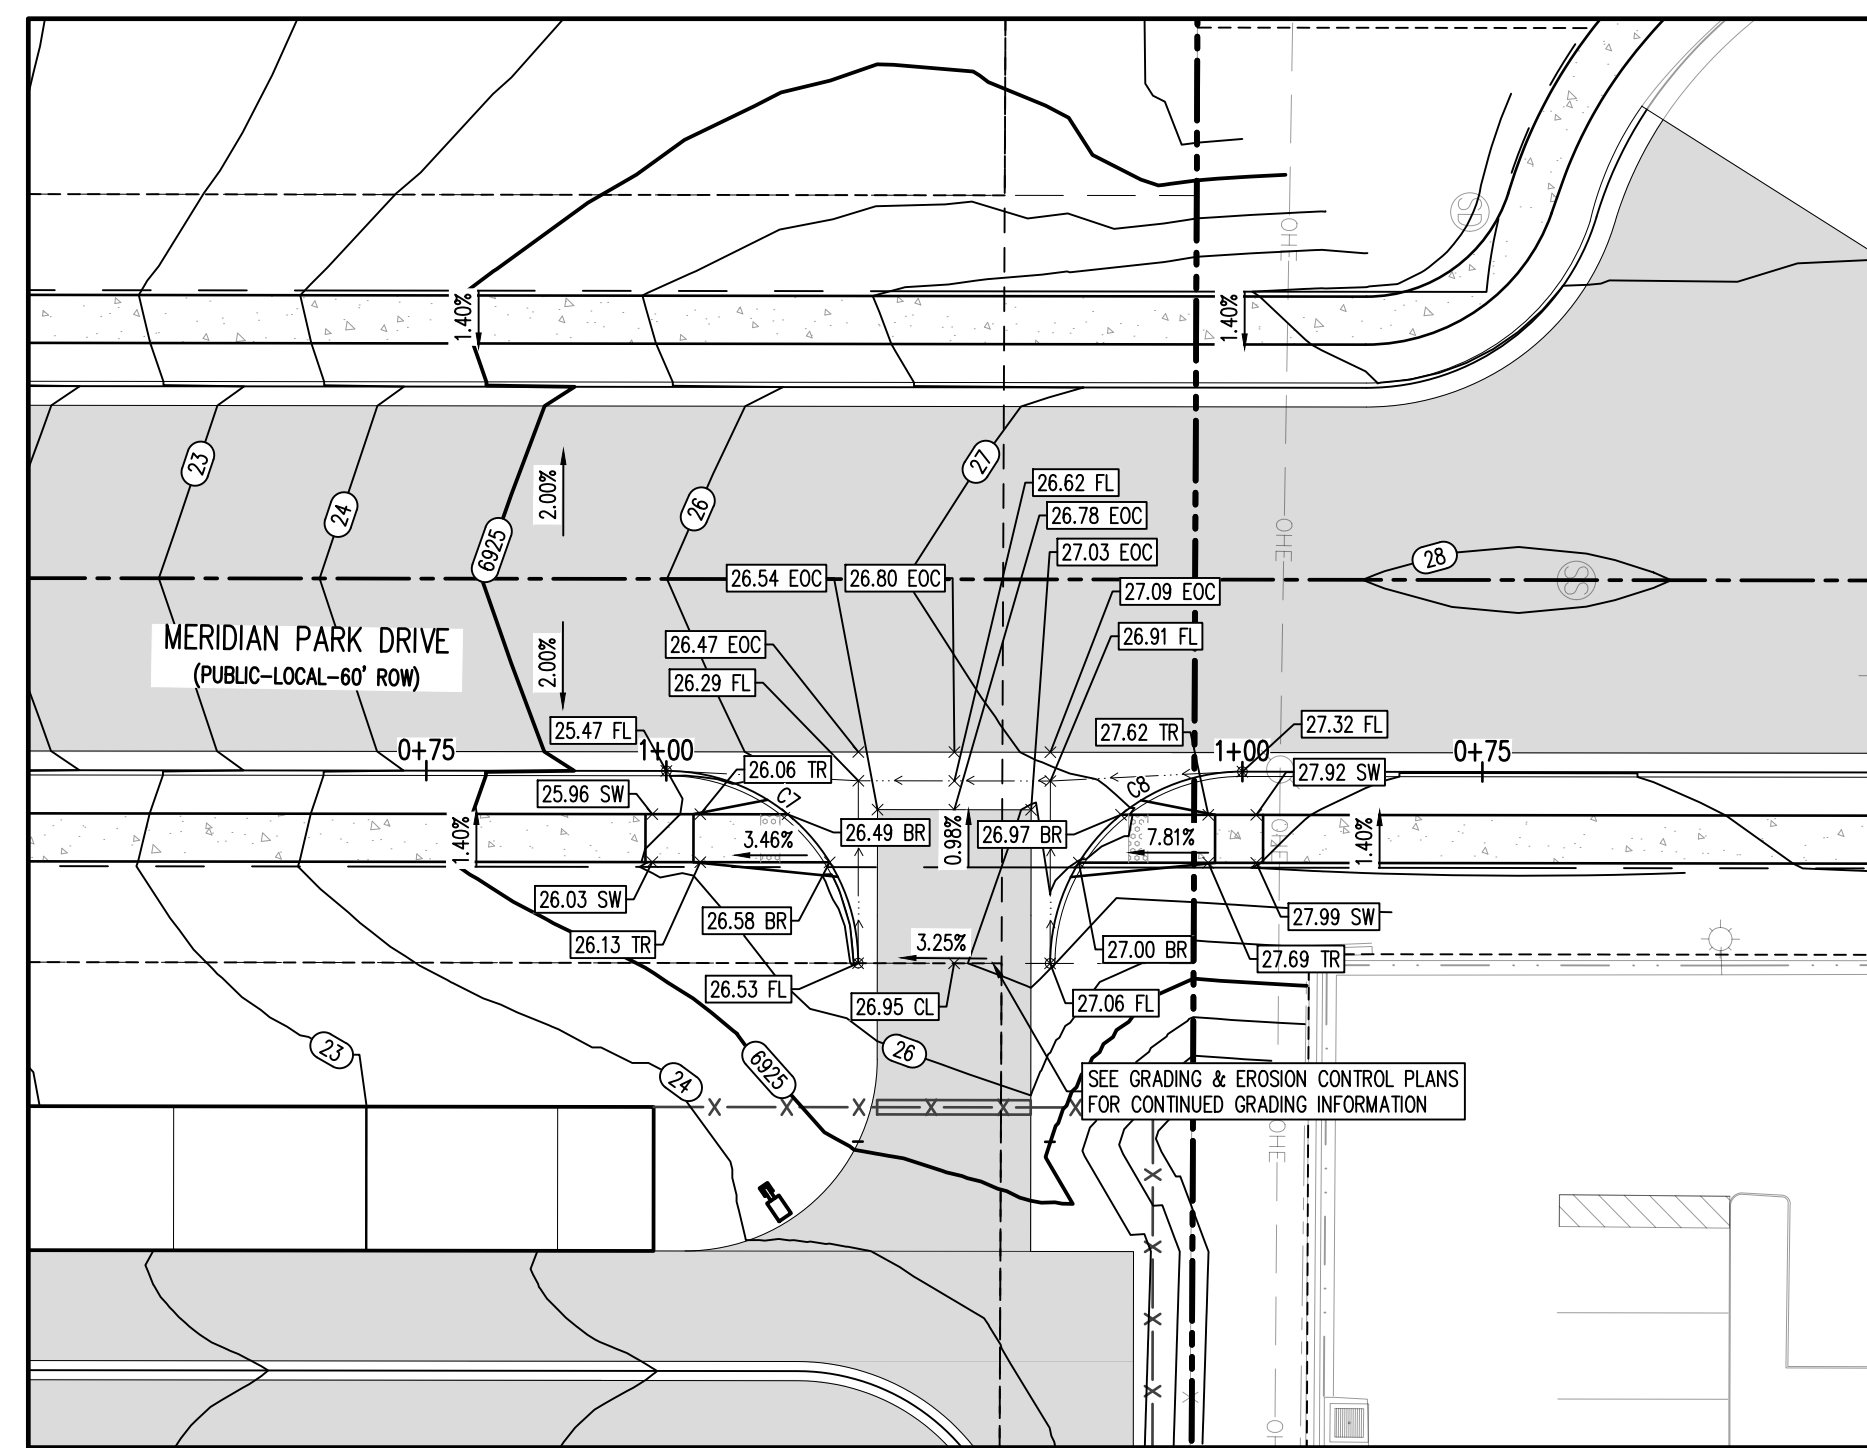 SD
OHE
1.40%
1.40%
23
24
6925
26
27
28
2.00%
26.62 FL
26.78 EOC
27.03 EOC
OHE
SS
26.54 EOC
26.80 EOC
27.09 EOC
MERIDIAN PARK DRIVE
(PUBLIC-LOCAL-60' ROW)
2.00%
26.47 EOC
26.91 FL
26.29 FL
25.47 FL
27.62 TR
27.32 FL
0+75
1+00
1+00
0+75
26.06 TR
27.92 SW
25.96 SW
C7
C8
1.40%
3.46%
26.49 BR
0.98%
26.97 BR
7.81%
OHE
1.40%
26.03 SW
26.58 BR
27.99 SW
26.13 TR
3.25%
27.00 BR
27.69 TR
26.53 FL
26.95 CL
27.06 FL
23
24
6925
26
SEE GRADING & EROSION CONTROL PLANS
FOR CONTINUED GRADING INFORMATION
OHE
OH